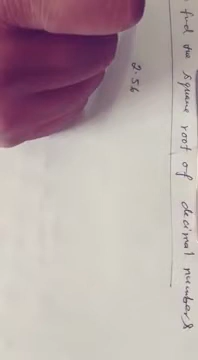 find the square root of decimal numbers
2.56